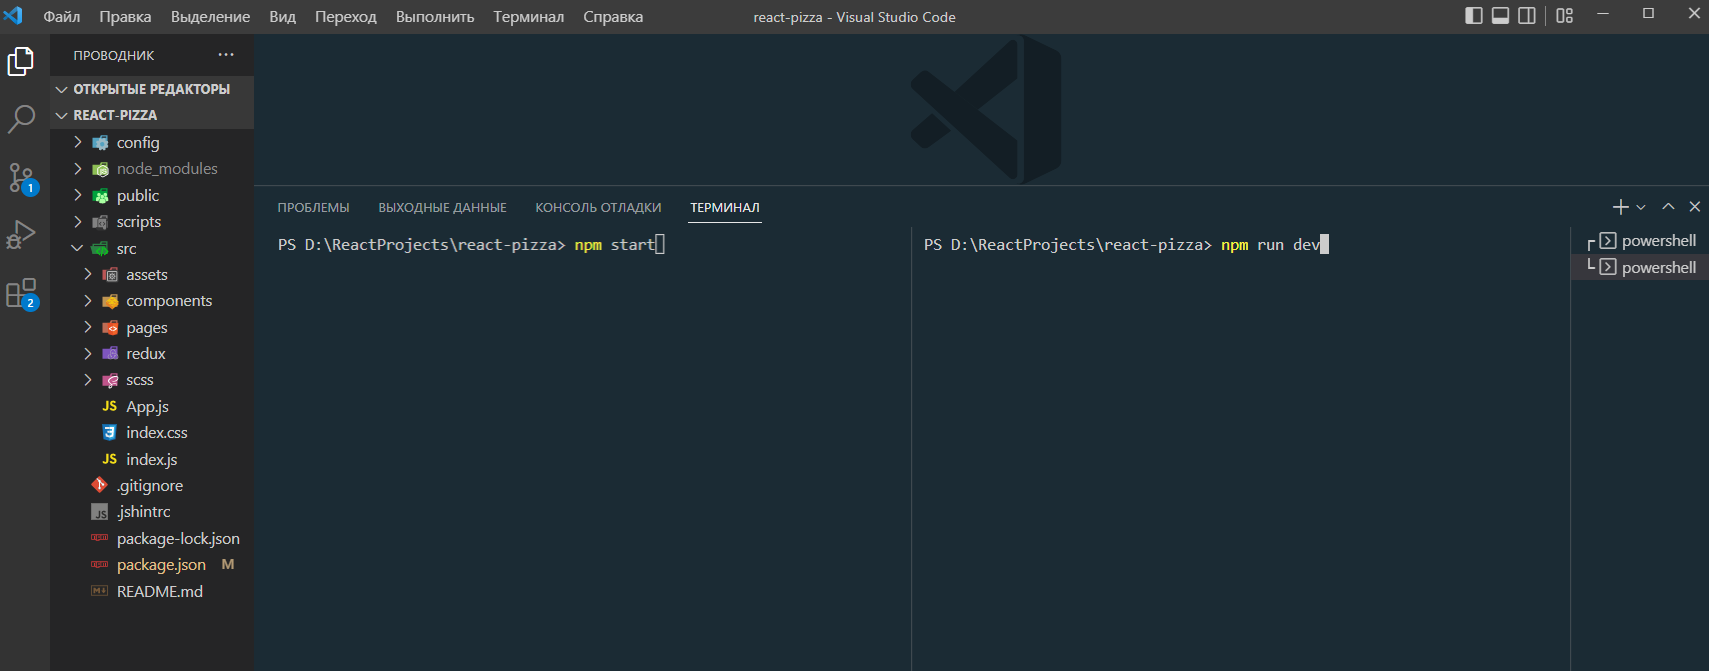 Файл Правка Выделение Вид Переход Выполнить Терминал Справка react-pizza - Visual Studio Code
ПРОВОДНИК ...
ОТКРЫТЫЕ РЕДАКТОРЫ
REACT-PIZZA
config
node_modules
public
scripts
src
assets
components
pages
redux
scss
JS App.js
index.css
JS index.js
.gitignore
JS .jshintrc
package-lock.json
package.json M
README.md
1
2
ПРОБЛЕМЫ ВЫХОДНЫЕ ДАННЫЕ КОНСОЛЬ ОТЛАДКИ ТЕРМИНАЛ
PS D:\ReactProjects\react-pizza> npm start
PS D:\ReactProjects\react-pizza> npm run dev
powershell
powershell